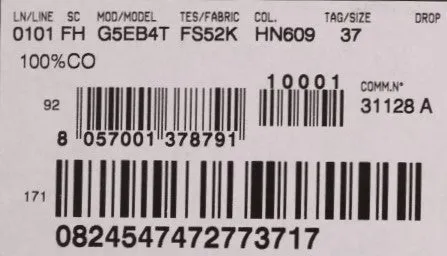 LN/LINE SC MOD/MODEL TES/FABRIC COL. TAG/SIZE DROP
0101 FH G5EB4T FS52K HN609 37
100%CO
10001 COMM.N°
92 31128 A
8 057001 378791
171
0824547472773717